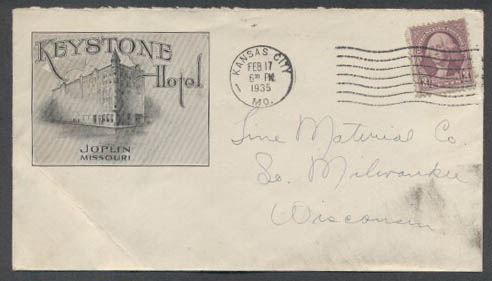 KEYSTONE
Hotel
JOPLIN
MISSOURI
KANSAS CITY
FEB 17
6 PM
1935
MO.
Line Material Co.
So. Milwaukee
Wisconsin